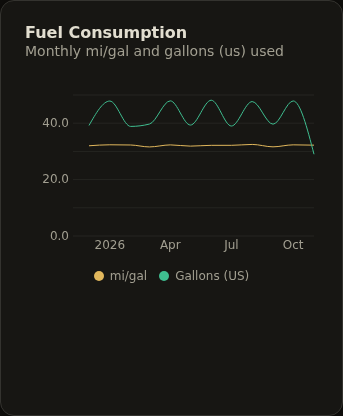 Fuel Consumption
Monthly mi/gal and gallons (us) used
40.0
20.0
0.0
2026 Apr Jul Oct
mi/gal Gallons (US)